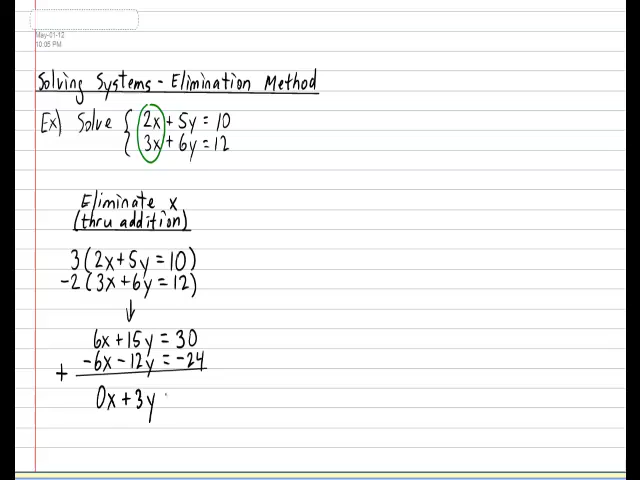 May-01-12
10:05 PM
Solving Systems - Elimination Method
Ex) Solve { 2x + 5y = 10
3x + 6y = 12
Eliminate x
(thru addition)
3(2x+5y=10)
-2(3x+6y=12)
↓
6x+15y=30
-6x-12y=-24
+
0x+3y